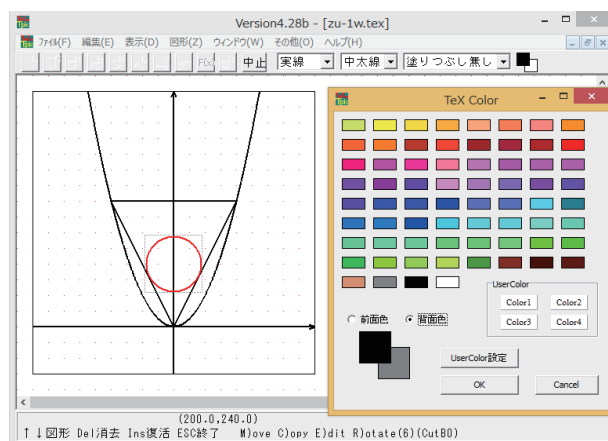 Version4.28b - [zu-1w.tex]
ファイル(F) 編集(E) 表示(D) 図形(Z) ウィンドウ(W) その他(O) ヘルプ(H)
F(x) 中止 実線 中太線 塗りつぶし無し
TeX Color
UserColor
Color1 Color2
Color3 Color4
前面色 背面色
UserColor設定
OK Cancel
(200.0,240.0)
↑↓図形 Del消去 Ins復活 ESC終了 M)ove C)opy E)dit R)otate(6)(CutB0)